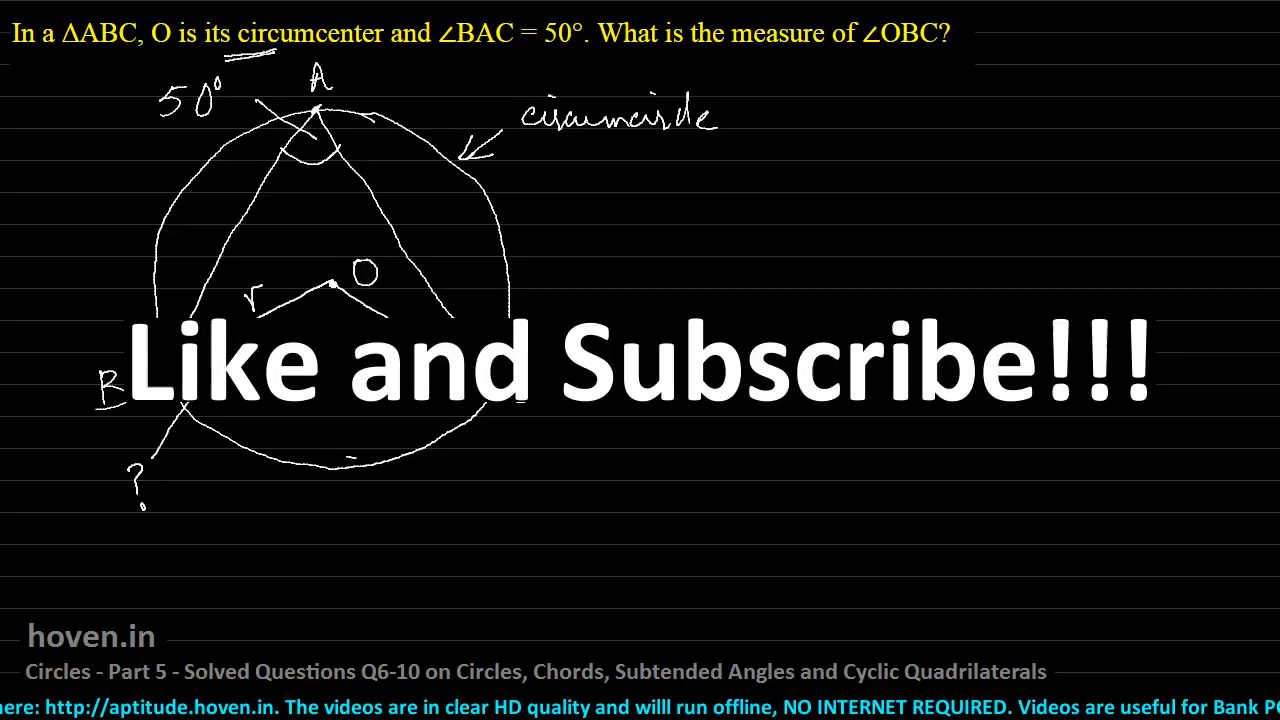 In a ΔABC, O is its circumcenter and ∠BAC = 50°. What is the measure of ∠OBC?
A
50°
circumcircle
O
r
Like and Subscribe!!!
B
?
hoven.in
Circles - Part 5 - Solved Questions Q6-10 on Circles, Chords, Subtended Angles and Cyclic Quadrilaterals
here: http://aptitude.hoven.in. The videos are in clear HD quality and willl run offline, NO INTERNET REQUIRED. Videos are useful for Bank P